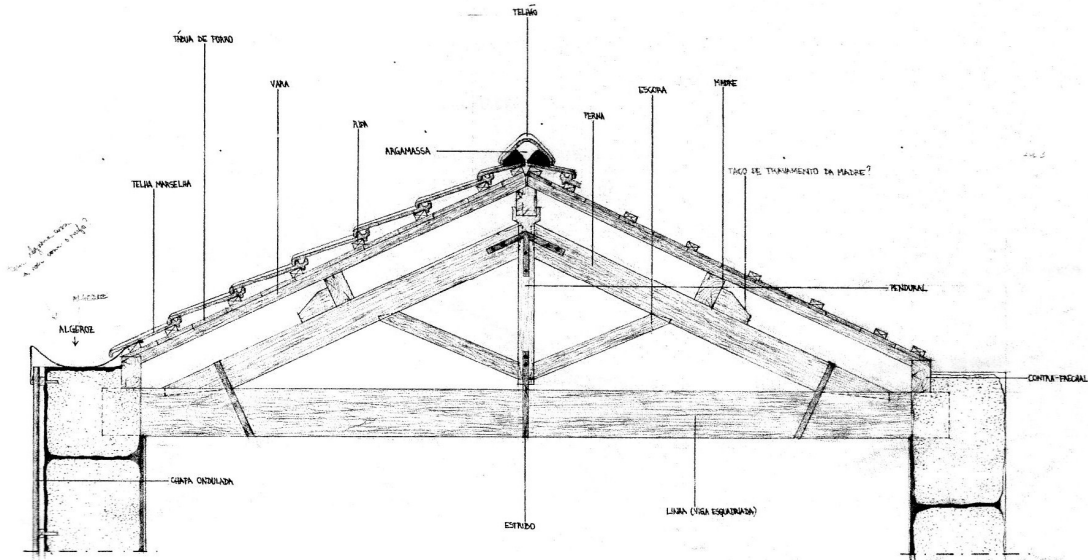 TELHÃO
TÁBUA DE FORRO
VARA
RIPA
ARGAMASSA
ESCORA
MADRE
PERNA
TELHA MARSELHA
TACO DE TRAVAMENTO DA MADRE?
ALGEROZ
ALGEROZ
PENDURAL
CONTRA-FRECHAL
CHAPA ONDULADA
ESTRIBO
LINHA (VIGA ESQUADRIADA)